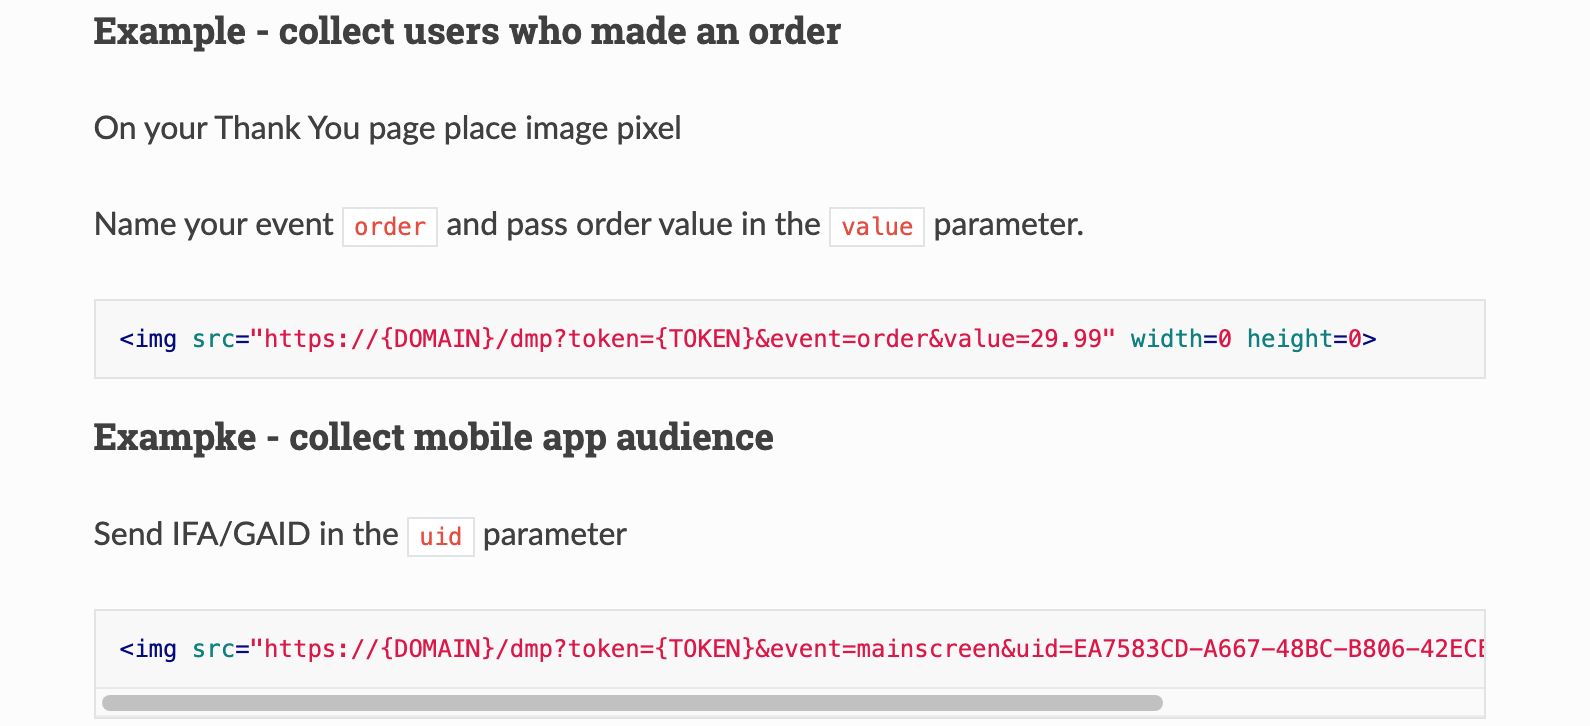 Example - collect users who made an order
On your Thank You page place image pixel
Name your event order and pass order value in the value parameter.
<img src="https://{DOMAIN}/dmp?token={TOKEN}&event=order&value=29.99" width=0 height=0>
Exampke - collect mobile app audience
Send IFA/GAID in the uid parameter
<img src="https://{DOMAIN}/dmp?token={TOKEN}&event=mainscreen&uid=EA7583CD-A667-48BC-B806-42EC